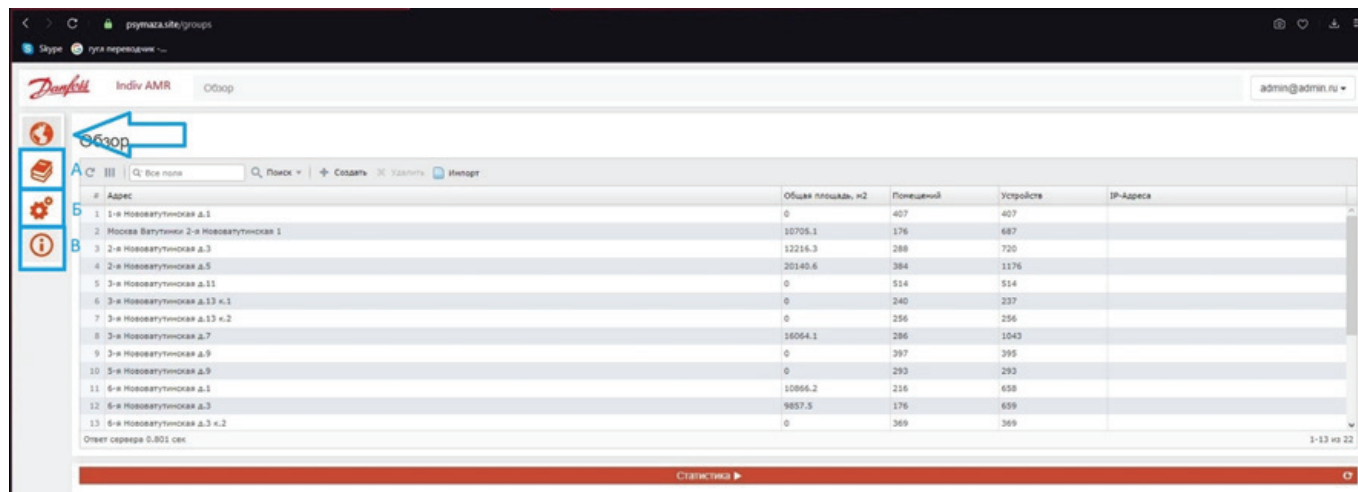 psymaza.site/groups
Skype гугл переводчик -...
Danfoss Indiv AMR Обзор admin@admin.ru
Обзор
А
Все поля Поиск + Создать Удалить Импорт
# Адрес Общая площадь, м2 Помещений Устройств IP-Адреса
Б
1 1-я Нововатутинская д.1 0 407 407
2 Москва Ватутинки 2-я Нововатутинская 1 10705.1 176 687
В
3 2-я Нововатутинская д.3 12216.3 288 720
4 2-я Нововатутинская д.5 20140.6 384 1176
5 3-я Нововатутинская д.11 0 514 514
6 3-я Нововатутинская д.13 к.1 0 240 237
7 3-я Нововатутинская д.13 к.2 0 256 256
8 3-я Нововатутинская д.7 16064.1 286 1043
9 3-я Нововатутинская д.9 0 397 395
10 5-я Нововатутинская д.9 0 293 293
11 6-я Нововатутинская д.1 10866.2 216 658
12 6-я Нововатутинская д.3 9857.5 176 659
13 6-я Нововатутинская д.3 к.2 0 369 369
Ответ сервера 0.801 сек 1-13 из 22
Статистика